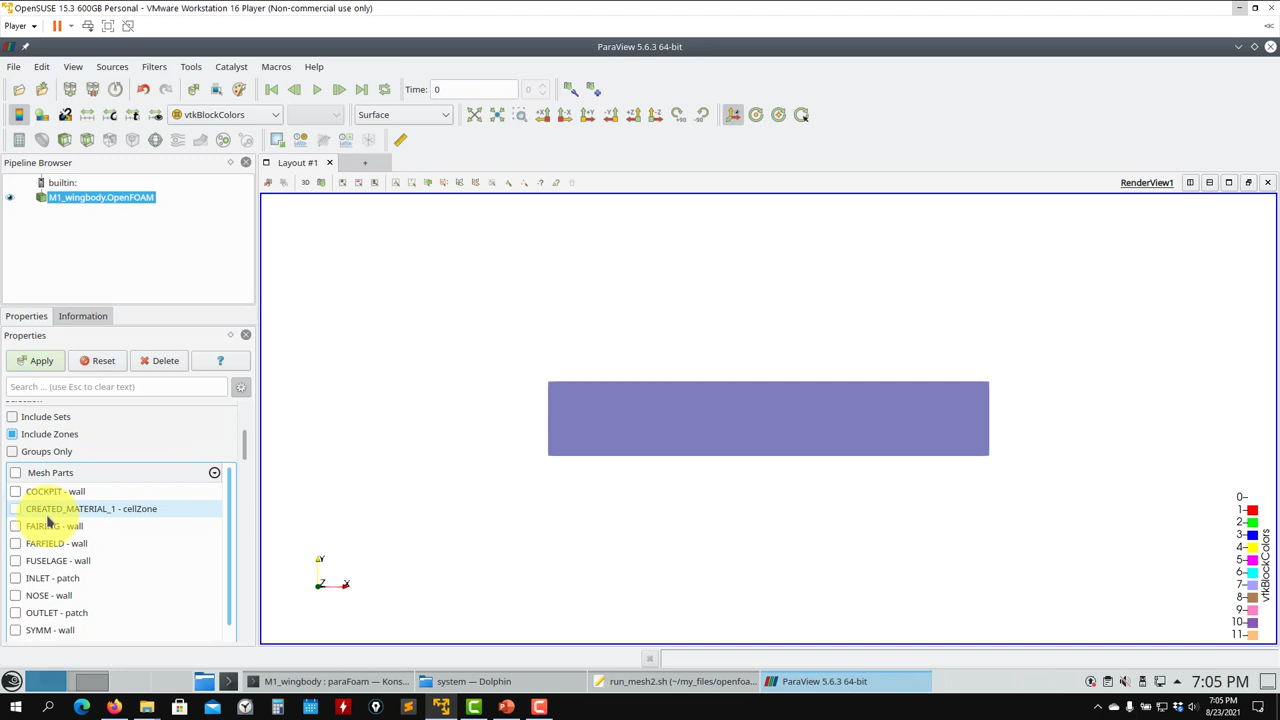 OpenSUSE 15.3 600GB Personal - VMware Workstation 16 Player (Non-commercial use only)
Player
ParaView 5.6.3 64-bit
File Edit View Sources Filters Tools Catalyst Macros Help
Time: 0 0
vtkBlockColors Surface
+X -X +Y -Y +Z -Z +90 -90
Pipeline Browser Layout #1 +
builtin:
3D RenderView1
M1_wingbody.OpenFOAM
Properties Information
Properties
Apply Reset Delete ?
Search ... (use Esc to clear text)
Include Sets
Include Zones
Groups Only
Mesh Parts
COCKPIT - wall
CREATED_MATERIAL_1 - cellZone
FAIRING - wall
FARFIELD - wall
FUSELAGE - wall
INLET - patch
NOSE - wall
OUTLET - patch
SYMM - wall
Y
Z X
0
1
2
3
4
5
6
7
8
9
10
11
vtkBlockColors
M1_wingbody : paraFoam — Kons... system — Dolphin run_mesh2.sh (~/my_files/openfoa... ParaView 5.6.3 64-bit 7:05 PM
7:05 PM
8/23/2021